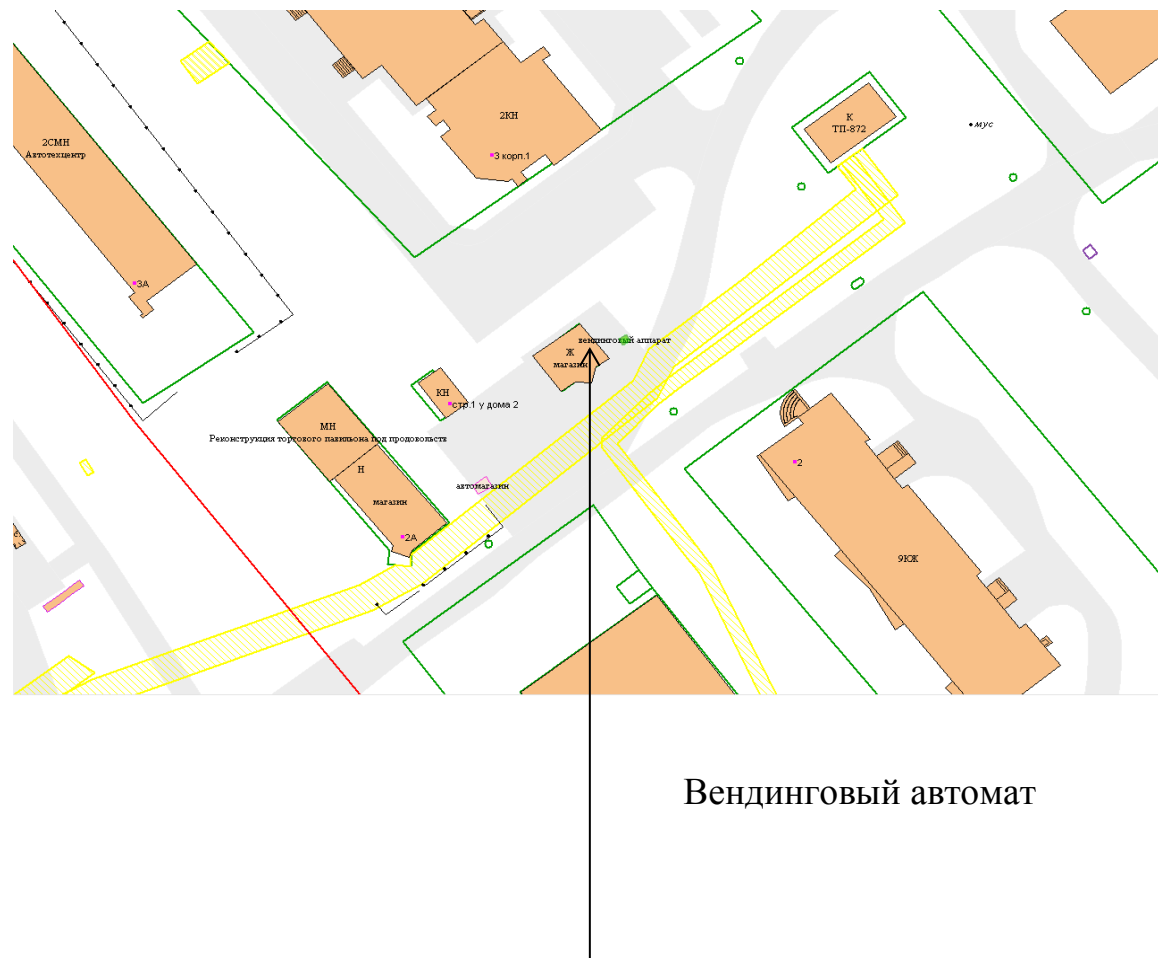 2КН
3 корп.1
К
ТП-872
мус
2СМН
Автотехцентр
3А
вендинговый аппарат
Ж
магазин
КН
стр.1 у дома 2
МН
Реконструкция тортового павильона под продовольств
Н
магазин
автомагазин
2А
2
9КЖ
Вендинговый автомат